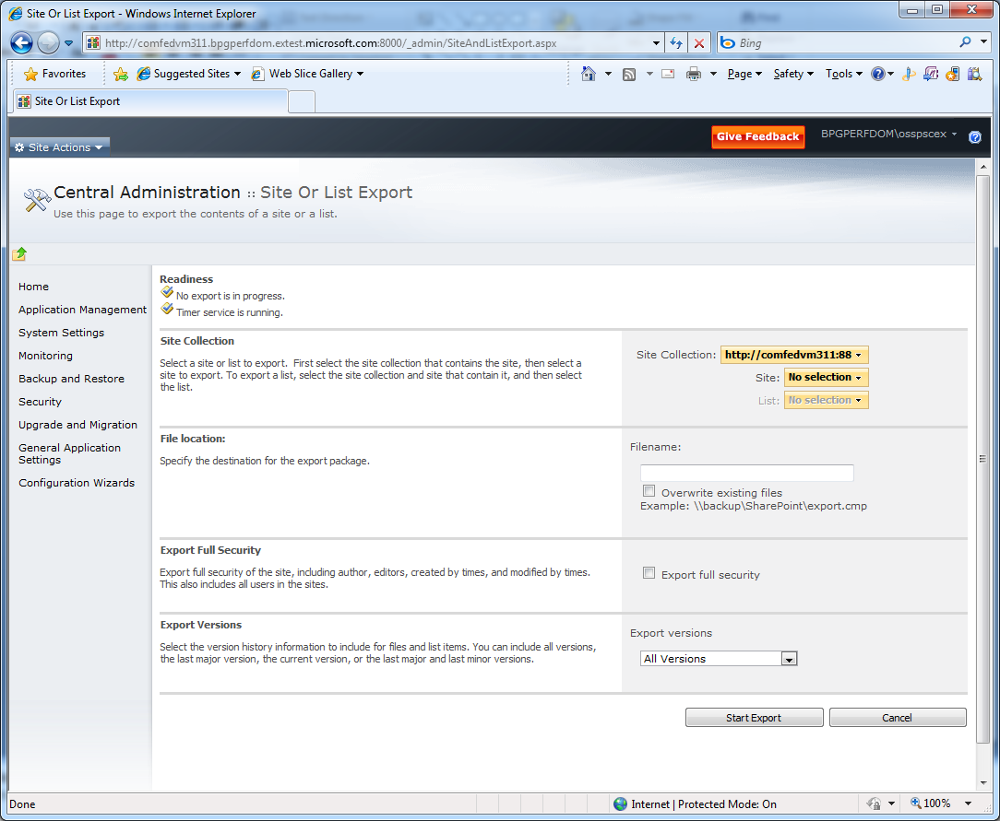 Site Or List Export - Windows Internet Explorer
http://comfedvm311.bpgperfdom.extest.microsoft.com:8000/_admin/SiteAndListExport.aspx
Bing
Favorites
Suggested Sites
Web Slice Gallery
Page
Safety
Tools
Site Or List Export
Site Actions
Give Feedback
BPGPERFDOM\osspscex
Central Administration :: Site Or List Export
Use this page to export the contents of a site or a list.
Home
Application Management
System Settings
Monitoring
Backup and Restore
Security
Upgrade and Migration
General Application
Settings
Configuration Wizards
Readiness
No export is in progress.
Timer service is running.
Site Collection
Select a site or list to export. First select the site collection that contains the site, then select a
site to export. To export a list, select the site collection and site that contain it, and then select
the list.
Site Collection: http://comfedvm311:88
Site: No selection
List: No selection
File location:
Specify the destination for the export package.
Filename:
Overwrite existing files
Example: \\backup\SharePoint\export.cmp
Export Full Security
Export full security of the site, including author, editors, created by times, and modified by times.
This also includes all users in the sites.
Export full security
Export Versions
Select the version history information to include for files and list items. You can include all versions,
the last major version, the current version, or the last major and last minor versions.
Export versions
All Versions
Start Export
Cancel
Done
Internet | Protected Mode: On
100%